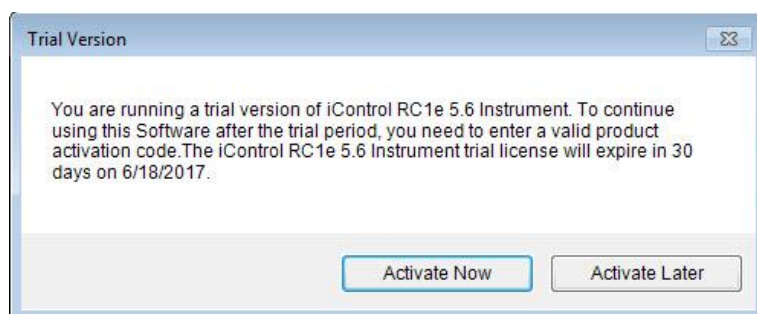 Trial Version
You are running a trial version of iControl RC1e 5.6 Instrument. To continue
using this Software after the trial period, you need to enter a valid product
activation code.The iControl RC1e 5.6 Instrument trial license will expire in 30
days on 6/18/2017.
Activate Now
Activate Later